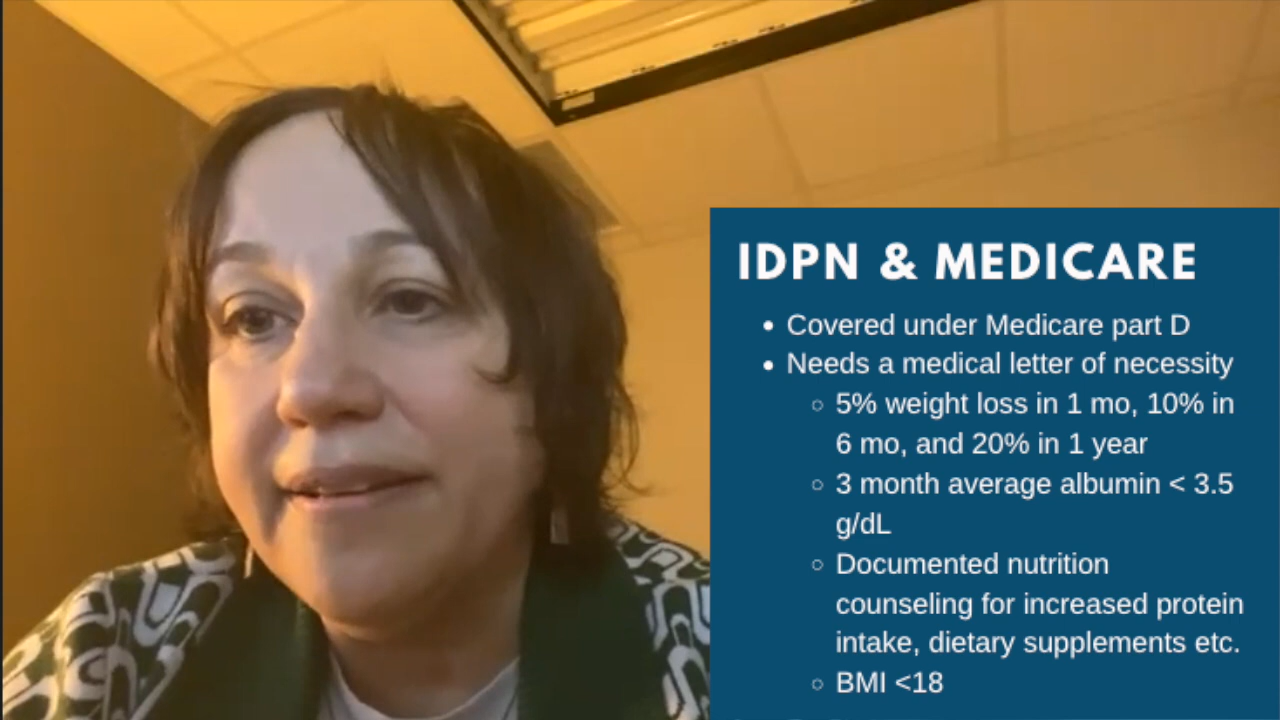 IDPN & MEDICARE
• Covered under Medicare part D
• Needs a medical letter of necessity
○ 5% weight loss in 1 mo, 10% in
6 mo, and 20% in 1 year
○ 3 month average albumin < 3.5
g/dL
○ Documented nutrition
counseling for increased protein
intake, dietary supplements etc.
○ BMI <18